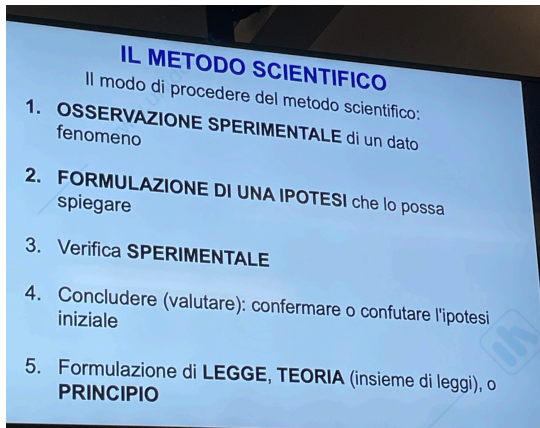 IL METODO SCIENTIFICO
Il modo di procedere del metodo scientifico:
1. OSSERVAZIONE SPERIMENTALE di un dato
fenomeno
2. FORMULAZIONE DI UNA IPOTESI che lo possa
spiegare
3. Verifica SPERIMENTALE
4. Concludere (valutare): confermare o confutare l'ipotesi
iniziale
5. Formulazione di LEGGE, TEORIA (insieme di leggi), o
PRINCIPIO